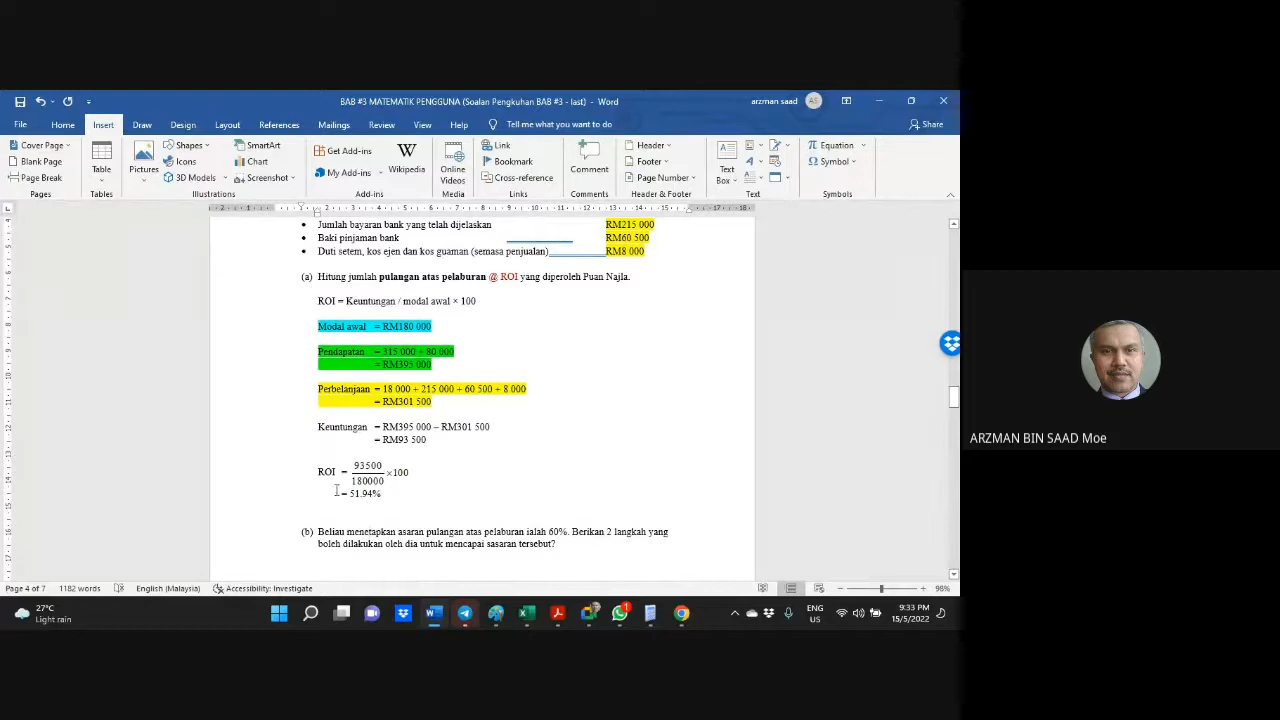 BAB #3 MATEMATIK PENGGUNA (Soalan Pengkuhan BAB #3 - last) - Word
arzman saad AS
File Home Insert Draw Design Layout References Mailings Review View Help Tell me what you want to do Share
Cover Page
Blank Page
Page Break
Pages
Table
Tables
Pictures
Shapes
Icons
3D Models
SmartArt
Chart
Screenshot
Illustrations
Get Add-ins
My Add-ins
Wikipedia
Add-ins
Online
Videos
Media
Link
Bookmark
Cross-reference
Links
Comment
Comments
Header
Footer
Page Number
Header & Footer
Text
Box
Text
Equation
Symbol
Symbols
• Jumlah bayaran bank yang telah dijelaskan RM215 000
• Baki pinjaman bank RM60 500
• Duti setem, kos ejen dan kos guaman (semasa penjualan) RM8 000
(a) Hitung jumlah pulangan atas pelaburan @ ROI yang diperoleh Puan Najla.
ROI = Keuntungan / modal awal × 100
Modal awal = RM180 000
Pendapatan = 315 000 + 80 000
= RM395 000
Perbelanjaan = 18 000 + 215 000 + 60 500 + 8 000
= RM301 500
Keuntungan = RM395 000 – RM301 500
= RM93 500
ROI = 93500/180000 ×100
= 51.94%
(b) Beliau menetapkan asaran pulangan atas pelaburan ialah 60%. Berikan 2 langkah yang
boleh dilakukan oleh dia untuk mencapai sasaran tersebut?
ARZMAN BIN SAAD Moe
Page 4 of 7 1182 words English (Malaysia) Accessibility: Investigate 98%
27°C
Light rain
1
ENG
US
9:33 PM
15/5/2022